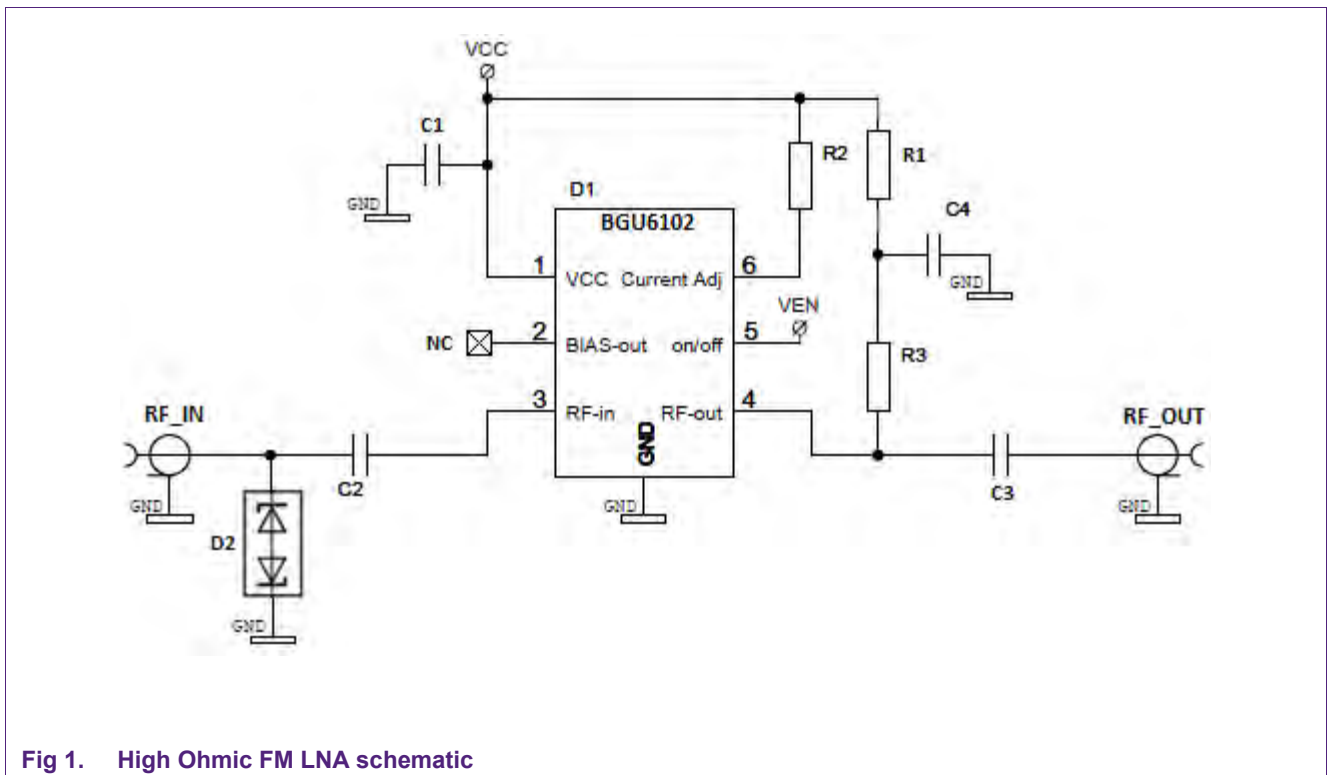 VCC
C1
R2
R1
GND
D1
C4
BGU6102
1
VCC
Current Adj
6
GND
VEN
NC
2
BIAS-out
on/off
5
R3
3
RF-in
RF-out
4
RF_IN
RF_OUT
GND
C2
C3
GND
GND
GND
D2
GND
Fig 1. High Ohmic FM LNA schematic